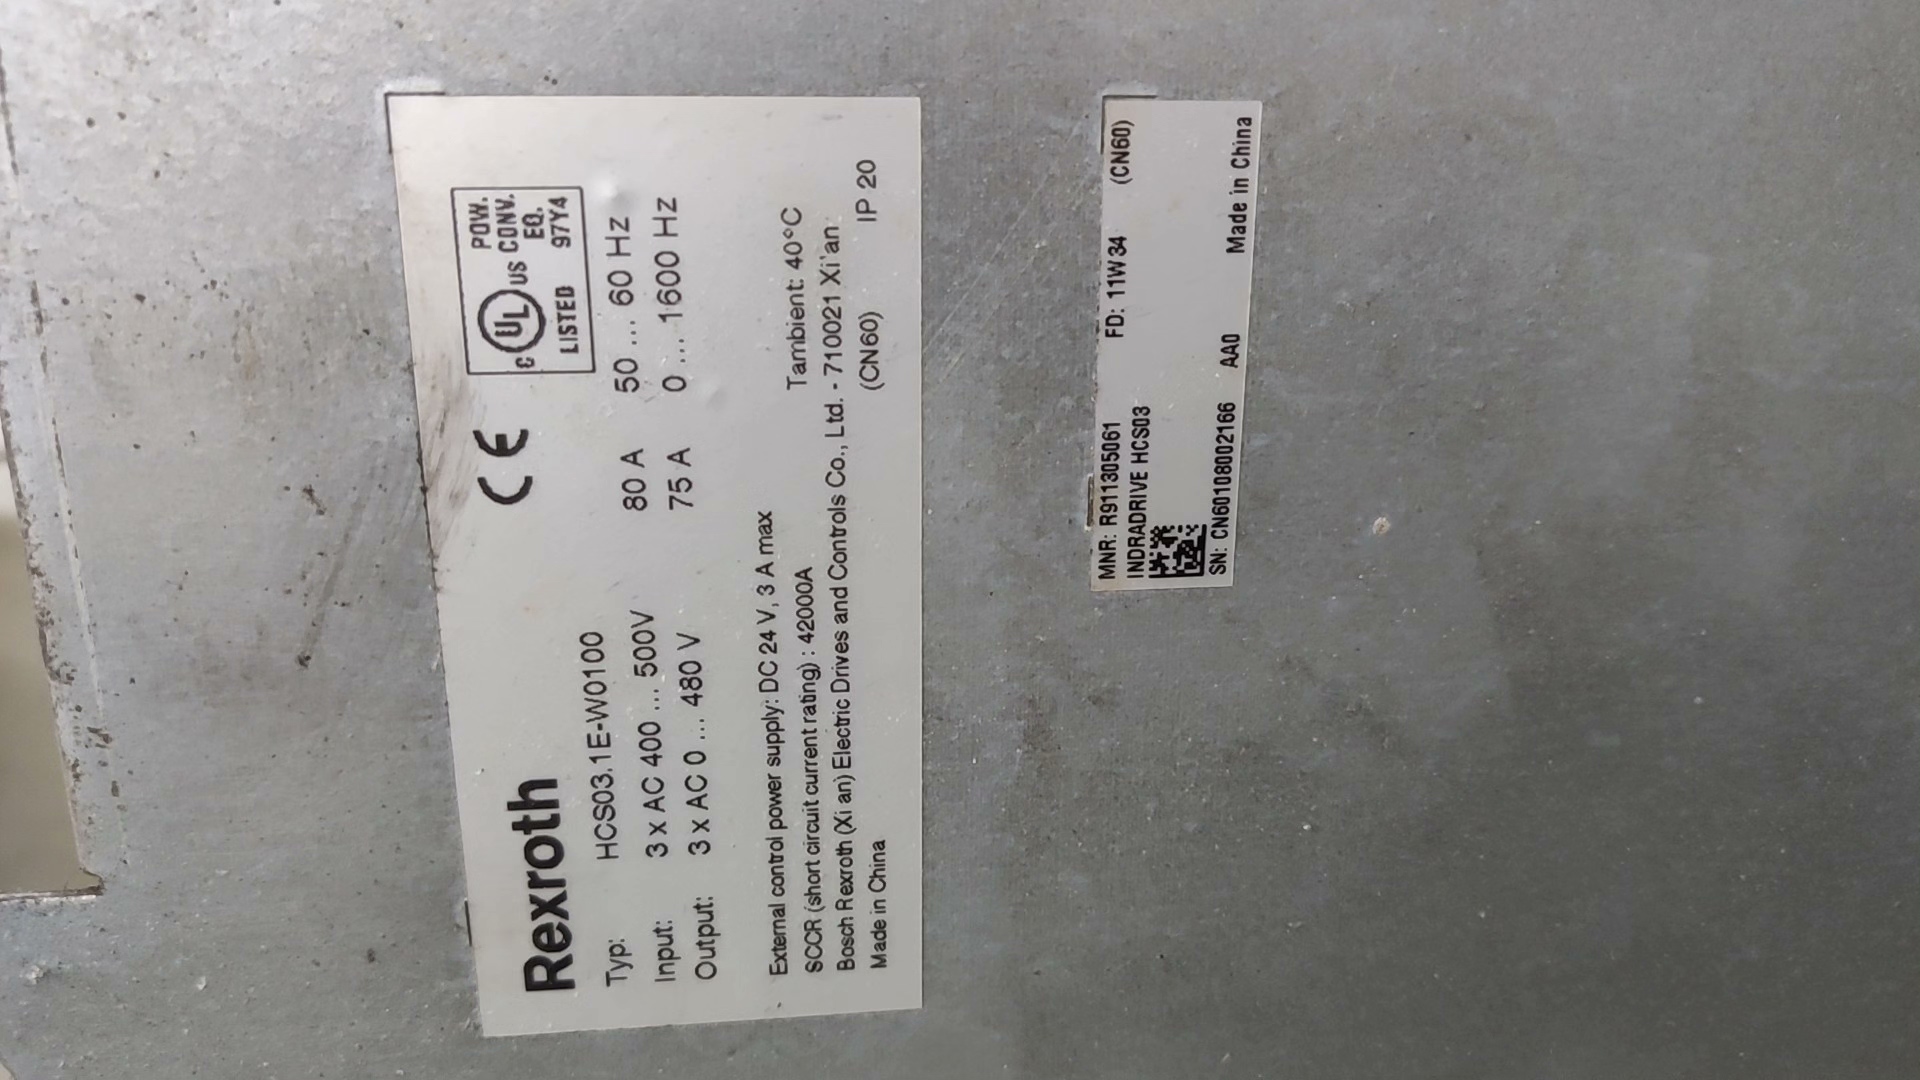 Rexroth
CE
C UL US
LISTED
POW.
CONV.
EQ.
97Y4
Typ: HCS03.1E-W0100
Input: 3 x AC 400 ... 500V 80 A 50 ... 60 Hz
Output: 3 x AC 0 ... 480 V 75 A 0 ... 1600 Hz
External control power supply: DC 24 V, 3 A max
SCCR (short circuit current rating) : 42000A Tambient: 40°C
Bosch Rexroth (Xi an) Electric Drives and Controls Co., Ltd. - 710021 Xi'an
Made in China (CN60) IP 20
MNR: R911305061 FD: 11W34 (CN60)
INDRADRIVE HCS03
SN: CN60108002166 AA0 Made in China